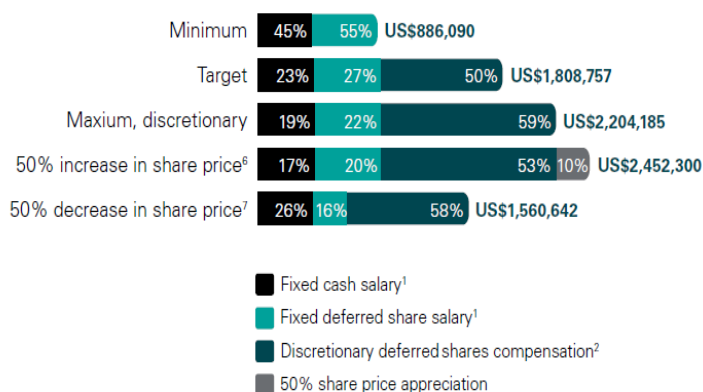 Minimum 45% 55% US$886,090
Target 23% 27% 50% US$1,808,757
Maxium, discretionary 19% 22% 59% US$2,204,185
50% increase in share price⁶ 17% 20% 53% 10% US$2,452,300
50% decrease in share price⁷ 26% 16% 58% US$1,560,642
Fixed cash salary¹
Fixed deferred share salary¹
Discretionary deferred shares compensation²
50% share price appreciation